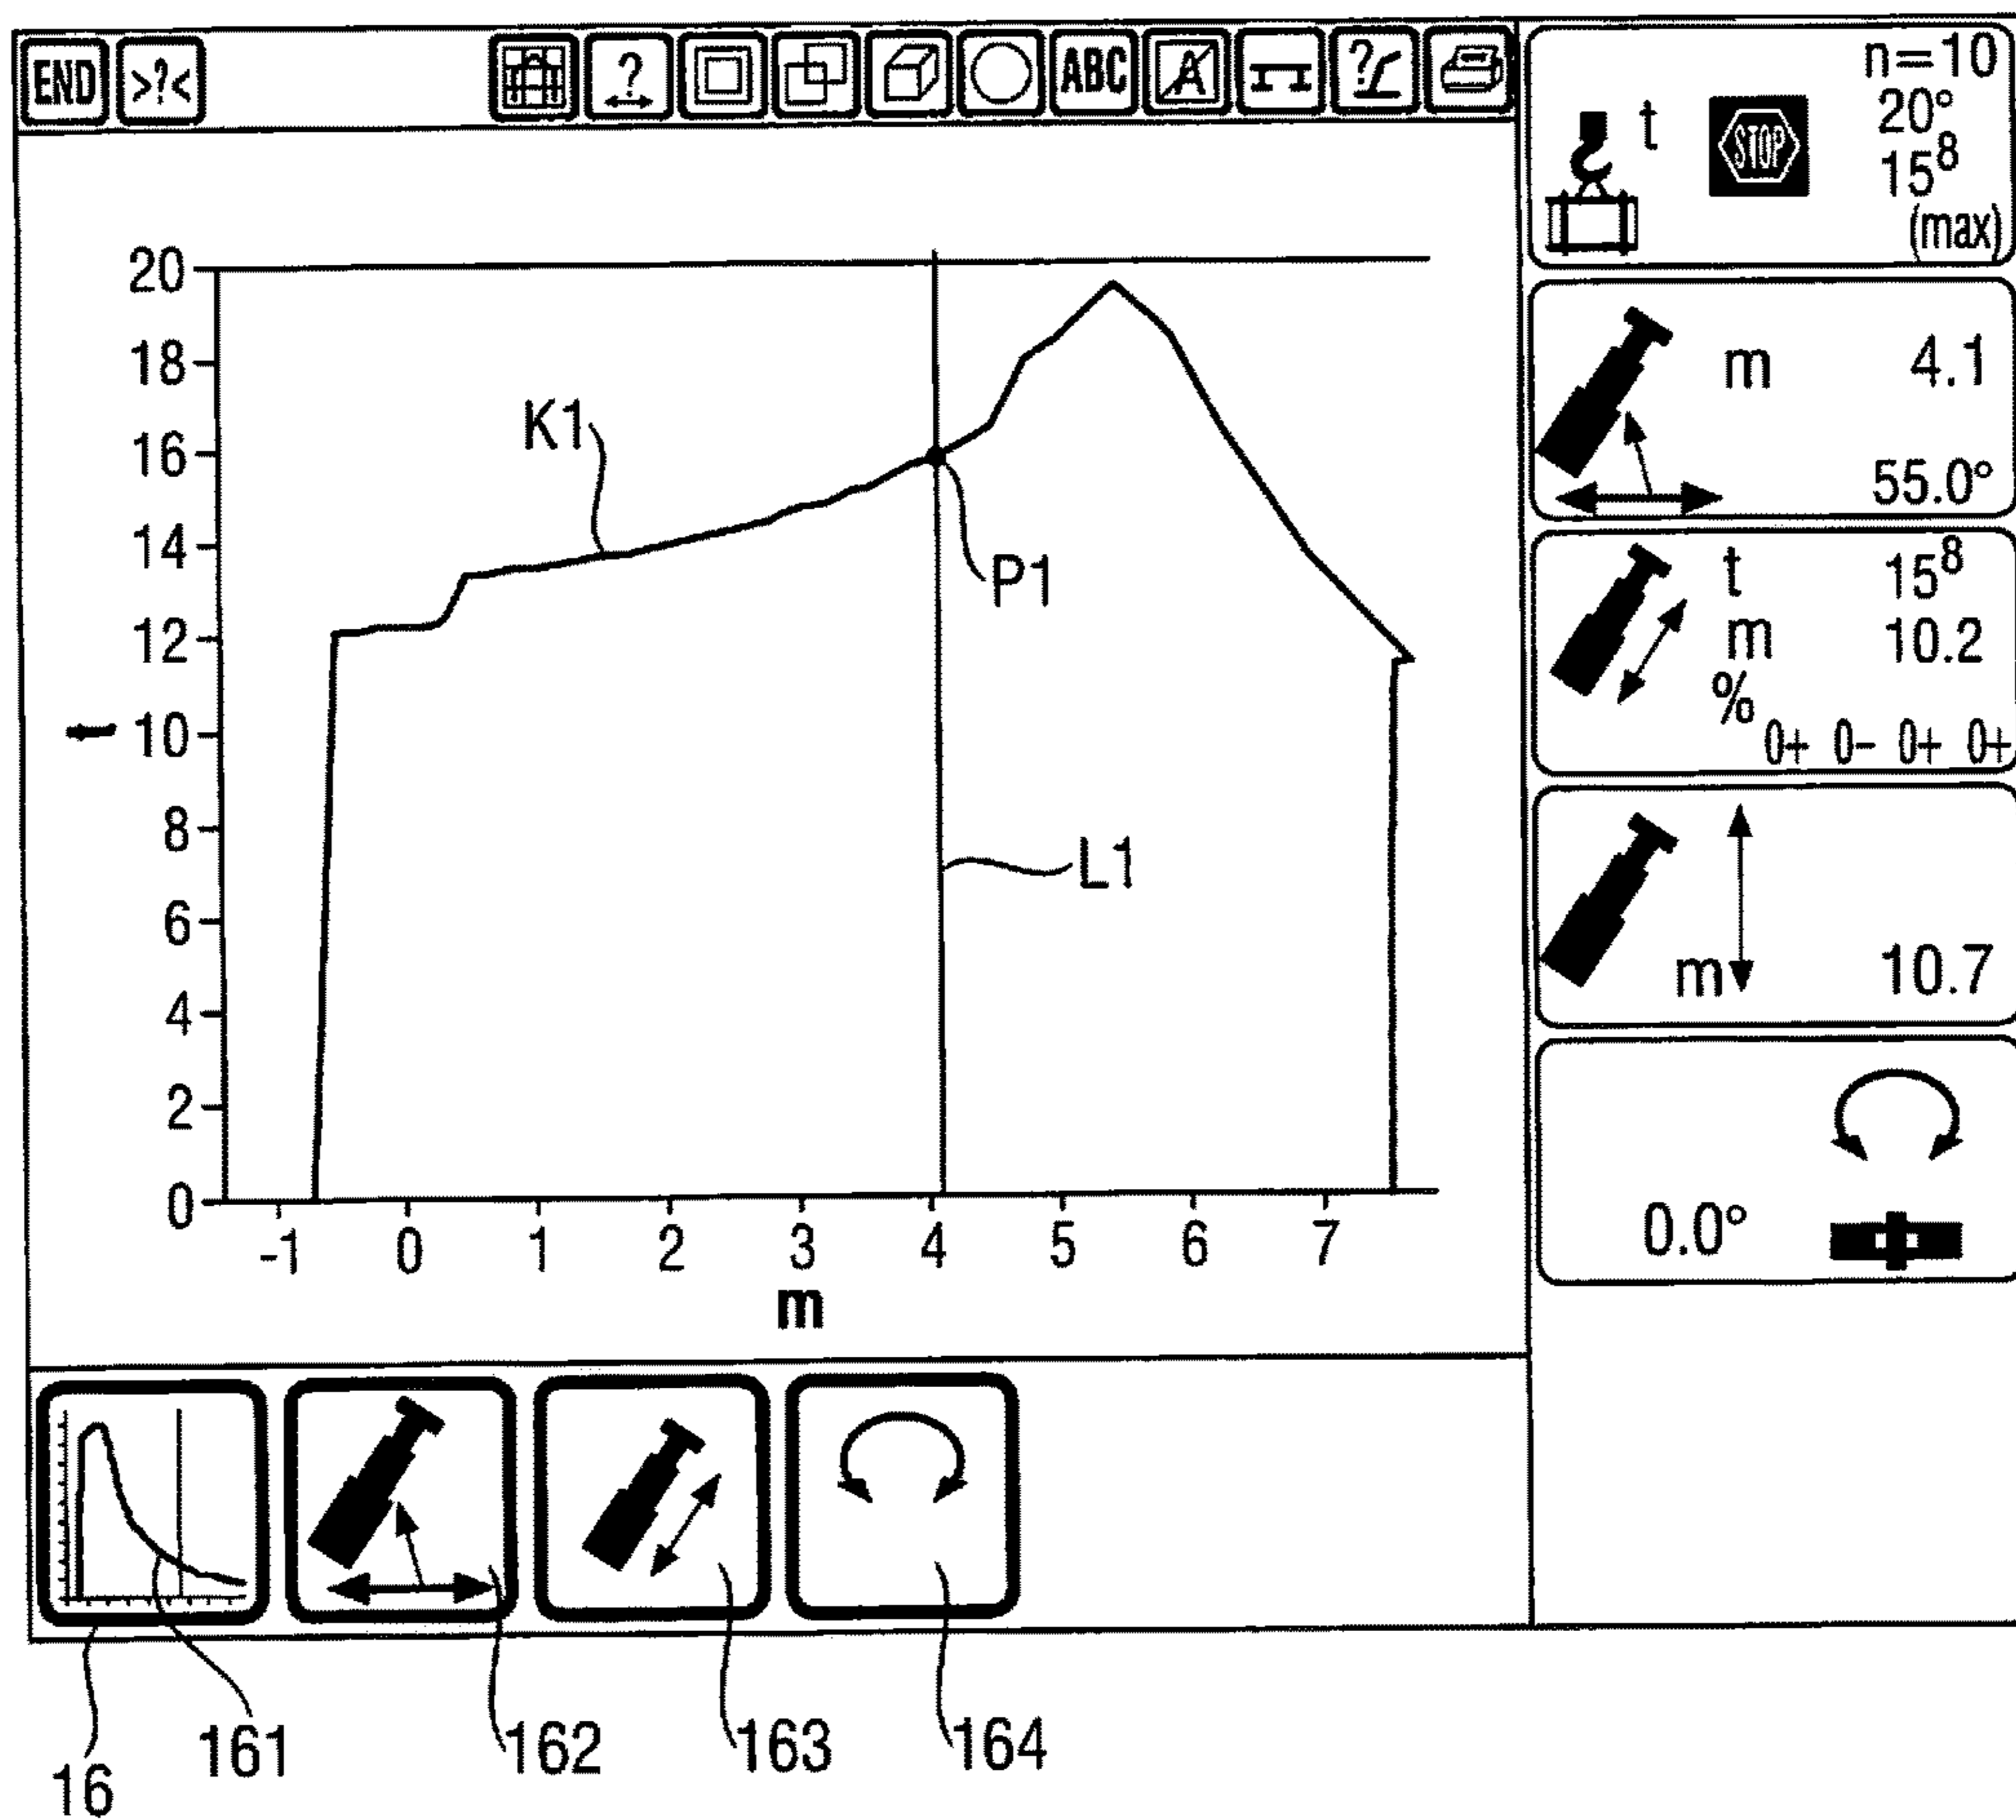 END >?< ? ABC A ?
n=10
20°
t STOP 15⁸
(max)
m 4.1
55.0°
t 15⁸
m 10.2
%
0+ 0- 0+ 0+
m 10.7
0.0°
20
18
16
14
12
10
8
6
4
2
0
t
K1
P1
L1
-1 0 1 2 3 4 5 6 7
m
16 161 162 163 164